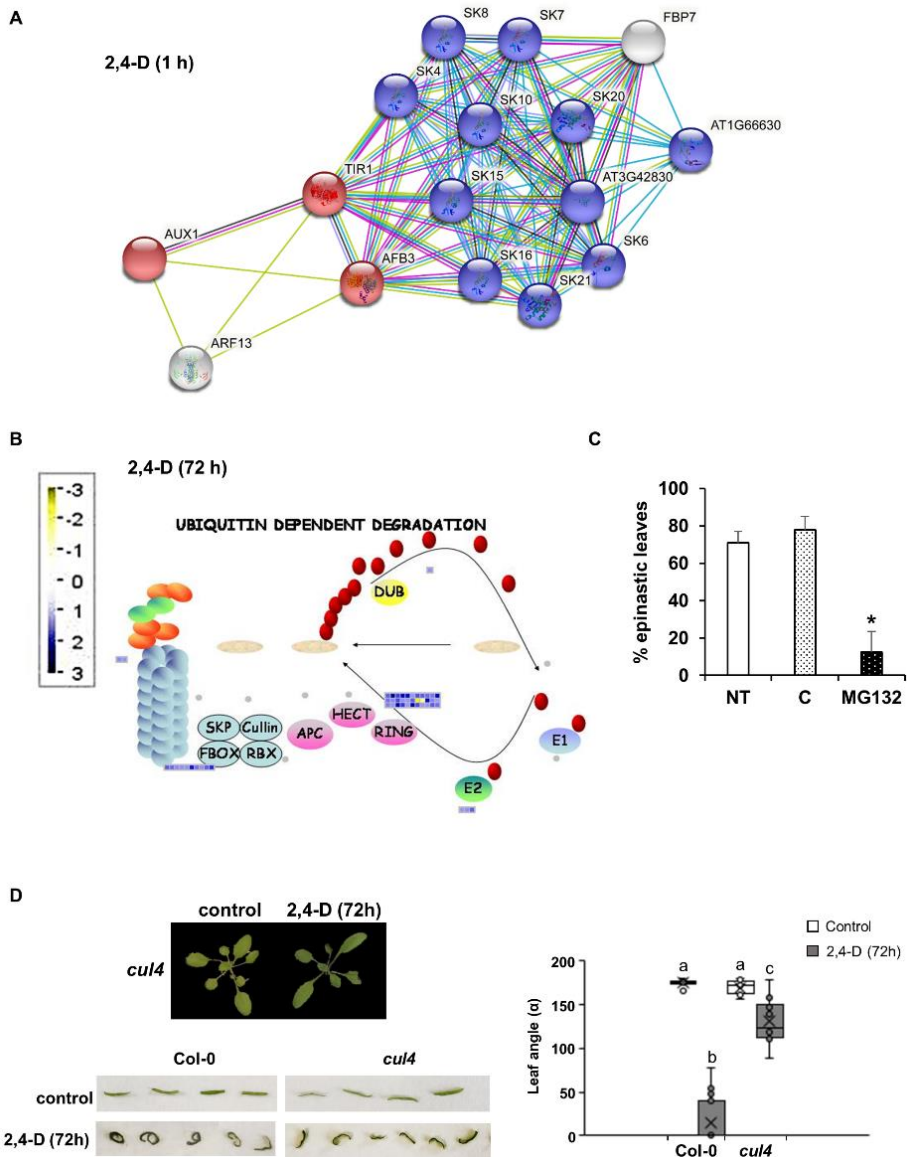 A
2,4-D (1 h)
SK8
SK7
FBP7
SK4
SK10
SK20
AT1G66630
TIR1
SK15
AT3G42830
AUX1
AFB3
SK16
SK6
SK21
ARF13
B
2,4-D (72 h)
-3
-2
-1
0
1
2
3
UBIQUITIN DEPENDENT DEGRADATION
DUB
SKP Cullin
FBOX RBX
APC
HECT
RING
E1
E2
C
% epinastic leaves
100
80
60
40
20
0
*
NT C MG132
D
control 2,4-D (72h)
cul4
Col-0 cul4
control
2,4-D (72h)
Control
2,4-D (72h)
Leaf angle (α)
200
150
100
50
0
a
b
a
c
Col-0 cul4